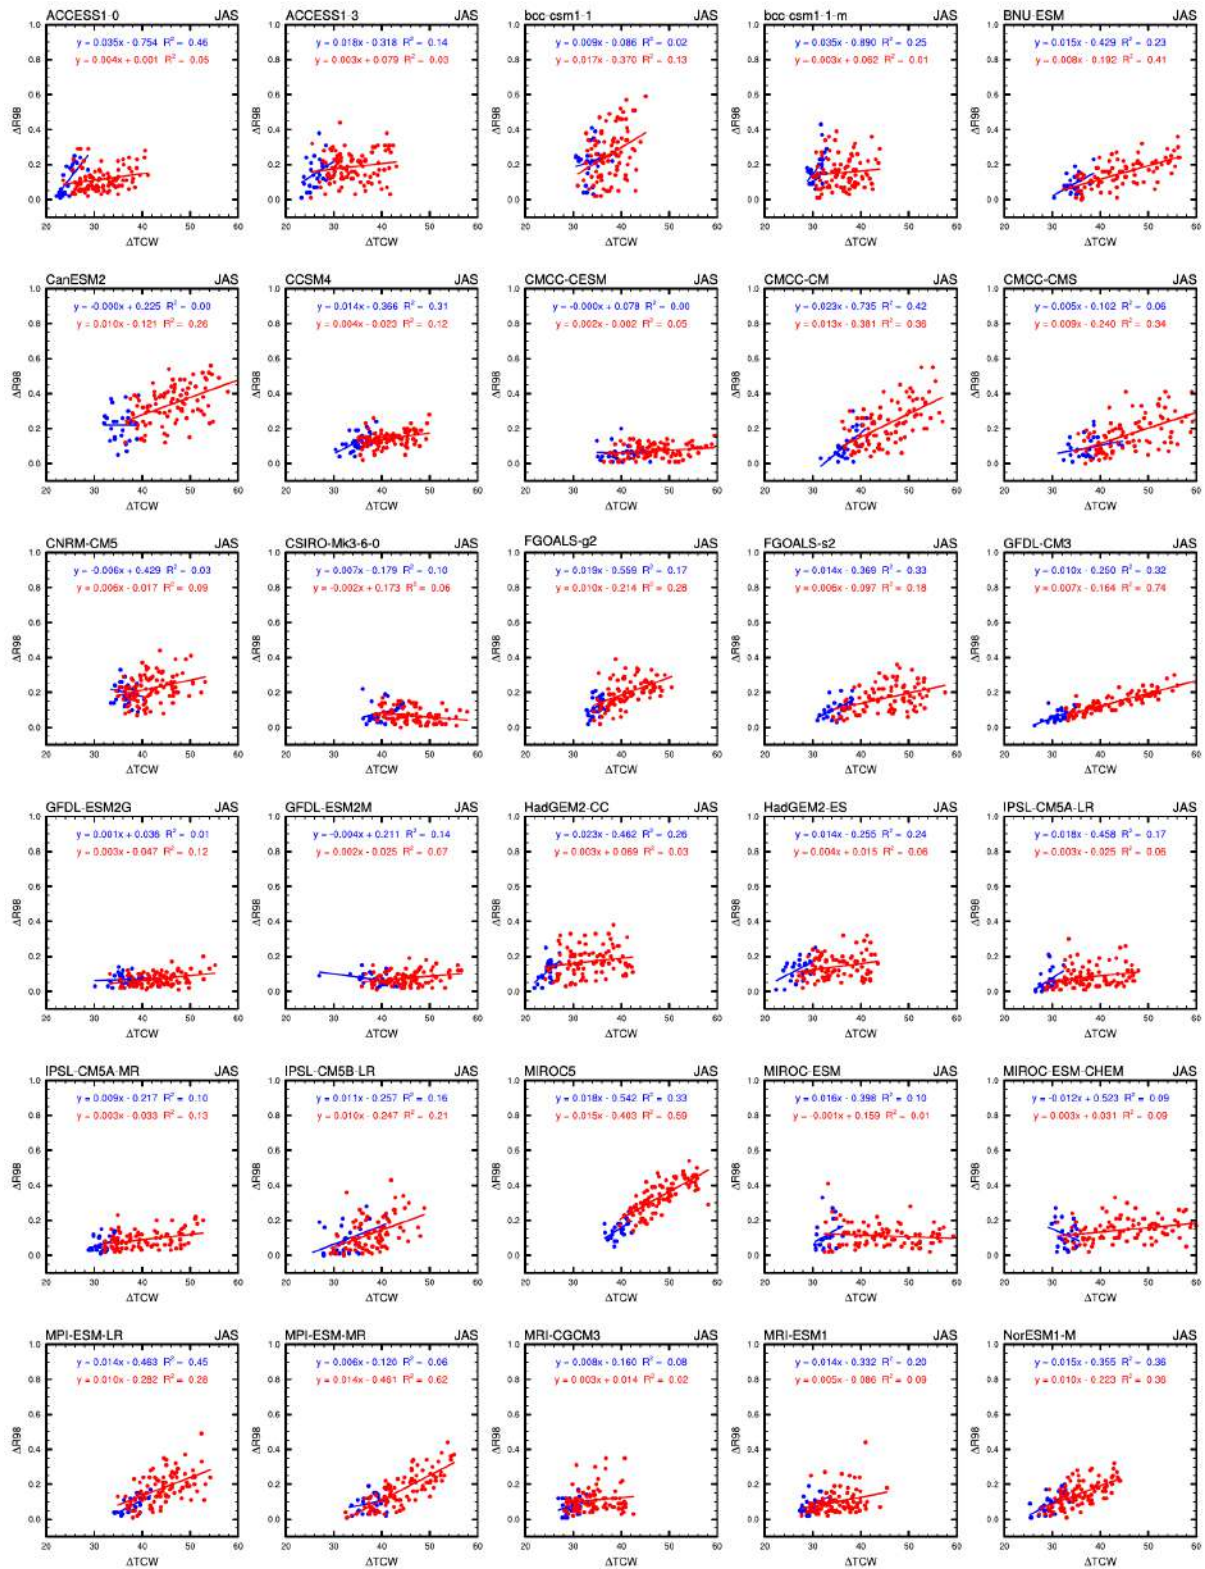 ACCESS1-0 JAS
y = 0.035x - 0.754 R² = 0.46
y = 0.004x + 0.001 R² = 0.05
ACCESS1-3 JAS
y = 0.018x - 0.318 R² = 0.14
y = 0.003x + 0.079 R² = 0.03
bcc-csm1-1 JAS
y = 0.009x - 0.086 R² = 0.02
y = 0.017x - 0.370 R² = 0.13
bcc-csm1-1-m JAS
y = 0.035x - 0.890 R² = 0.25
y = 0.003x + 0.062 R² = 0.01
BNU-ESM JAS
y = 0.015x - 0.429 R² = 0.23
y = 0.008x - 0.192 R² = 0.41
ΔR98
1.0
0.8
0.6
0.4
0.2
0.0
20 30 40 50 60
ΔTCW
CanESM2 JAS
y = -0.000x + 0.225 R² = 0.00
y = 0.010x - 0.121 R² = 0.26
CCSM4 JAS
y = 0.014x - 0.366 R² = 0.31
y = 0.004x - 0.023 R² = 0.12
CMCC-CESM JAS
y = -0.000x + 0.078 R² = 0.00
y = 0.002x - 0.002 R² = 0.05
CMCC-CM JAS
y = 0.023x - 0.735 R² = 0.42
y = 0.013x - 0.381 R² = 0.36
CMCC-CMS JAS
y = 0.005x - 0.102 R² = 0.06
y = 0.009x - 0.240 R² = 0.34
CNRM-CM5 JAS
y = -0.006x + 0.429 R² = 0.03
y = 0.006x - 0.017 R² = 0.09
CSIRO-Mk3-6-0 JAS
y = 0.007x - 0.179 R² = 0.10
y = -0.002x + 0.173 R² = 0.06
FGOALS-g2 JAS
y = 0.019x - 0.559 R² = 0.17
y = 0.010x - 0.214 R² = 0.28
FGOALS-s2 JAS
y = 0.014x - 0.369 R² = 0.33
y = 0.006x - 0.097 R² = 0.18
GFDL-CM3 JAS
y = 0.010x - 0.250 R² = 0.32
y = 0.007x - 0.164 R² = 0.74
GFDL-ESM2G JAS
y = 0.001x + 0.036 R² = 0.01
y = 0.003x - 0.047 R² = 0.12
GFDL-ESM2M JAS
y = -0.004x + 0.211 R² = 0.14
y = 0.002x - 0.025 R² = 0.07
HadGEM2-CC JAS
y = 0.023x - 0.462 R² = 0.26
y = 0.003x + 0.069 R² = 0.03
HadGEM2-ES JAS
y = 0.014x - 0.255 R² = 0.24
y = 0.004x + 0.015 R² = 0.06
IPSL-CM5A-LR JAS
y = 0.018x - 0.458 R² = 0.17
y = 0.003x - 0.025 R² = 0.06
IPSL-CM5A-MR JAS
y = 0.009x - 0.217 R² = 0.10
y = 0.003x - 0.033 R² = 0.13
IPSL-CM5B-LR JAS
y = 0.011x - 0.257 R² = 0.16
y = 0.010x - 0.247 R² = 0.21
MIROC5 JAS
y = 0.018x - 0.542 R² = 0.33
y = 0.015x - 0.403 R² = 0.59
MIROC-ESM JAS
y = 0.016x - 0.398 R² = 0.10
y = -0.001x + 0.159 R² = 0.01
MIROC-ESM-CHEM JAS
y = -0.012x + 0.523 R² = 0.09
y = 0.003x + 0.031 R² = 0.09
MPI-ESM-LR JAS
y = 0.014x - 0.463 R² = 0.45
y = 0.010x - 0.282 R² = 0.28
MPI-ESM-MR JAS
y = 0.006x - 0.120 R² = 0.06
y = 0.014x - 0.461 R² = 0.62
MRI-CGCM3 JAS
y = 0.008x - 0.160 R² = 0.08
y = 0.003x + 0.014 R² = 0.02
MRI-ESM1 JAS
y = 0.014x - 0.332 R² = 0.20
y = 0.005x - 0.086 R² = 0.09
NorESM1-M JAS
y = 0.015x - 0.355 R² = 0.36
y = 0.010x - 0.223 R² = 0.36